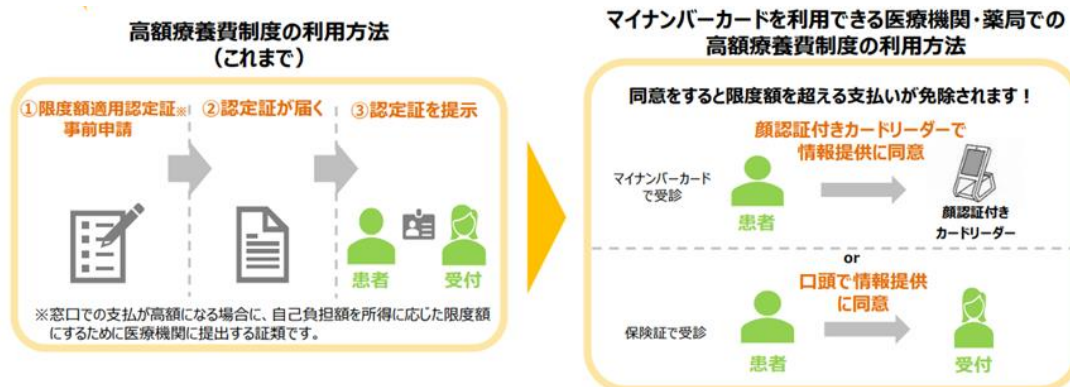 高額療養費制度の利用方法
(これまで)
①限度額適用認定証※
事前申請
②認定証が届く
③認定証を提示
患者
受付
※窓口での支払が高額になる場合に、自己負担額を所得に応じた限度額
にするために医療機関に提出する証類です。
マイナンバーカードを利用できる医療機関・薬局での
高額療養費制度の利用方法
同意をすると限度額を超える支払いが免除されます！
マイナンバーカード
で受診
顔認証付きカードリーダーで
情報提供に同意
患者
顔認証付き
カードリーダー
or
保険証で受診
口頭で情報提供
に同意
患者
受付